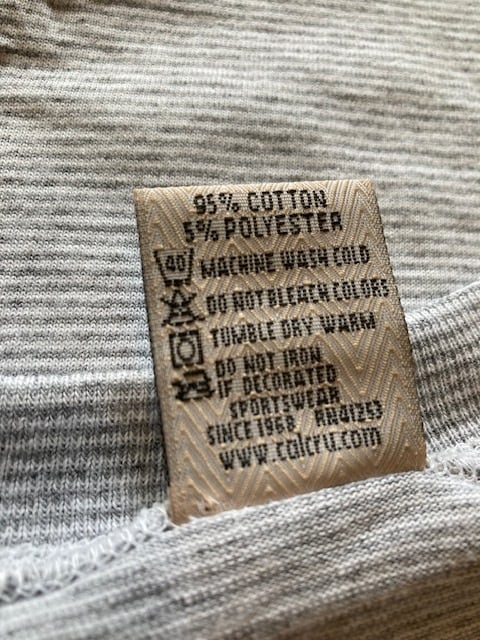 95% COTTON
5% POLYESTER
40 MACHINE WASH COLD
DO NOT BLEACH COLORS
TUMBLE DRY WARM
DO NOT IRON
IF DECORATED
SPORTSWEAR
SINCE 1968 RN41253
www.calcru.com